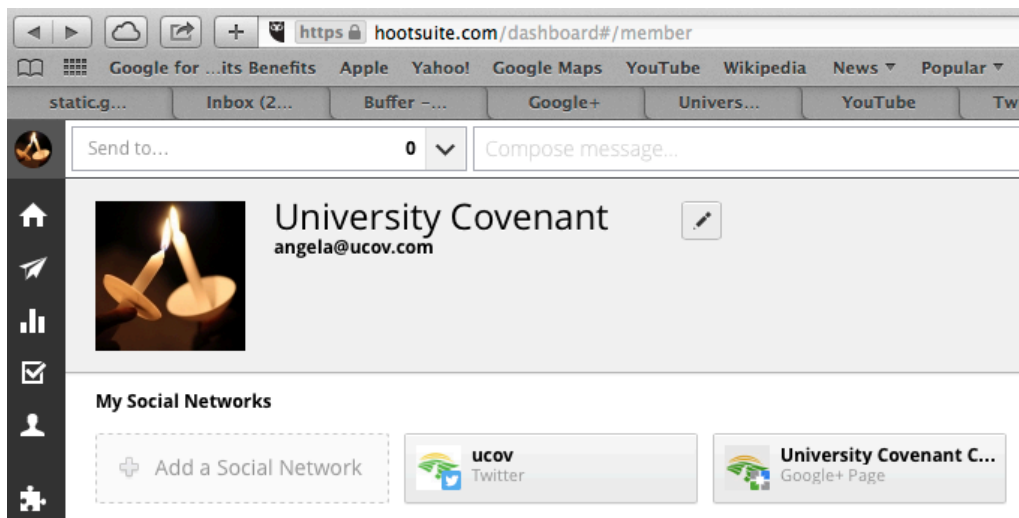 https hootsuite.com/dashboard#/member
Google for ...its Benefits Apple Yahoo! Google Maps YouTube Wikipedia News Popular
static.g... Inbox (2... Buffer –... Google+ Univers... YouTube Tw
Send to... 0 Compose message...
University Covenant
angela@ucov.com
My Social Networks
Add a Social Network
ucov
Twitter
University Covenant C...
Google+ Page